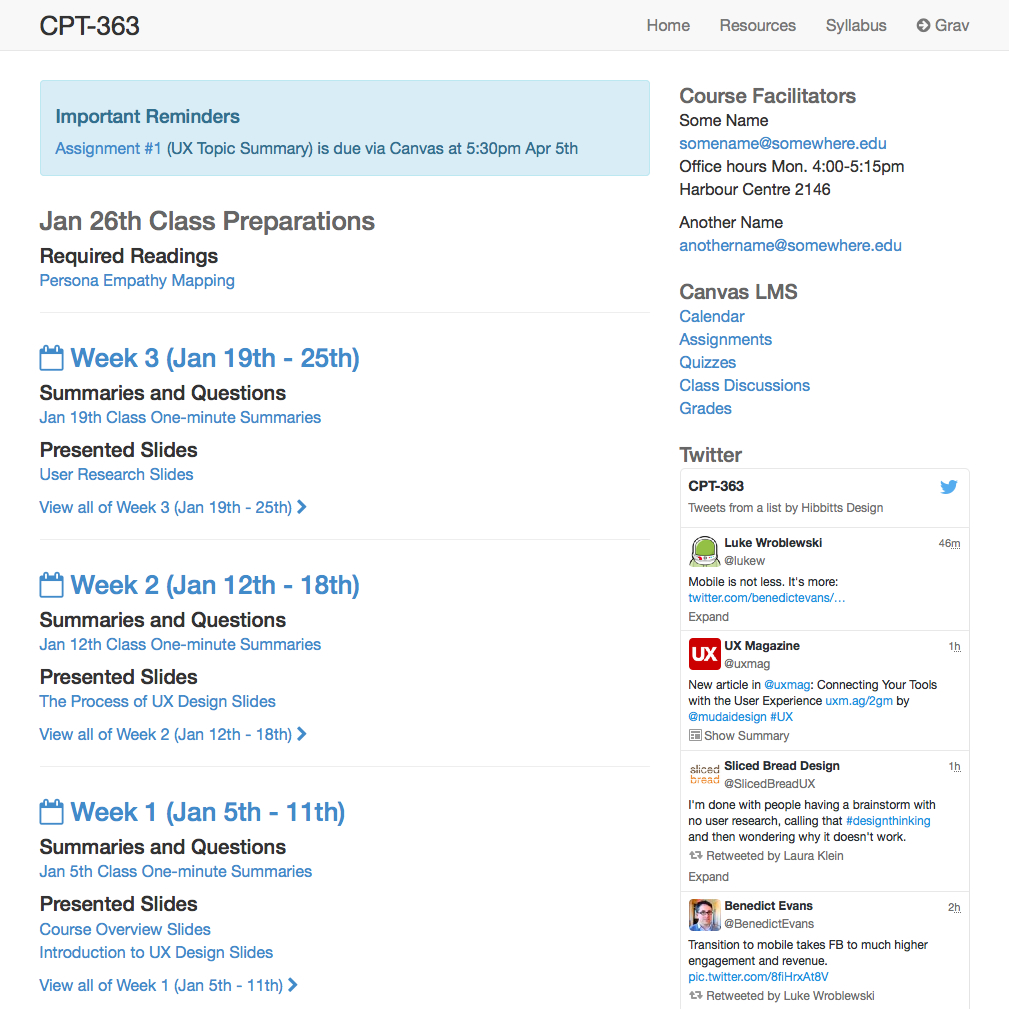 CPT-363
Home Resources Syllabus Grav
Important Reminders
Assignment #1 (UX Topic Summary) is due via Canvas at 5:30pm Apr 5th
Jan 26th Class Preparations
Required Readings
Persona Empathy Mapping
Week 3 (Jan 19th - 25th)
Summaries and Questions
Jan 19th Class One-minute Summaries
Presented Slides
User Research Slides
View all of Week 3 (Jan 19th - 25th)
Week 2 (Jan 12th - 18th)
Summaries and Questions
Jan 12th Class One-minute Summaries
Presented Slides
The Process of UX Design Slides
View all of Week 2 (Jan 12th - 18th)
Week 1 (Jan 5th - 11th)
Summaries and Questions
Jan 5th Class One-minute Summaries
Presented Slides
Course Overview Slides
Introduction to UX Design Slides
View all of Week 1 (Jan 5th - 11th)
Course Facilitators
Some Name
somename@somewhere.edu
Office hours Mon. 4:00-5:15pm
Harbour Centre 2146
Another Name
anothername@somewhere.edu
Canvas LMS
Calendar
Assignments
Quizzes
Class Discussions
Grades
Twitter
CPT-363
Tweets from a list by Hibbitts Design
Luke Wroblewski 46m
@lukew
Mobile is not less. It's more:
twitter.com/benedictevans/…
Expand
UX
UX Magazine 1h
@uxmag
New article in @uxmag: Connecting Your Tools
with the User Experience uxm.ag/2gm by
@mudaidesign #UX
Show Summary
sliced
bread
Sliced Bread Design 1h
@SlicedBreadUX
I'm done with people having a brainstorm with
no user research, calling that #designthinking
and then wondering why it doesn't work.
Retweeted by Laura Klein
Expand
Benedict Evans 2h
@BenedictEvans
Transition to mobile takes FB to much higher
engagement and revenue.
pic.twitter.com/8fiHrxAt8V
Retweeted by Luke Wroblewski